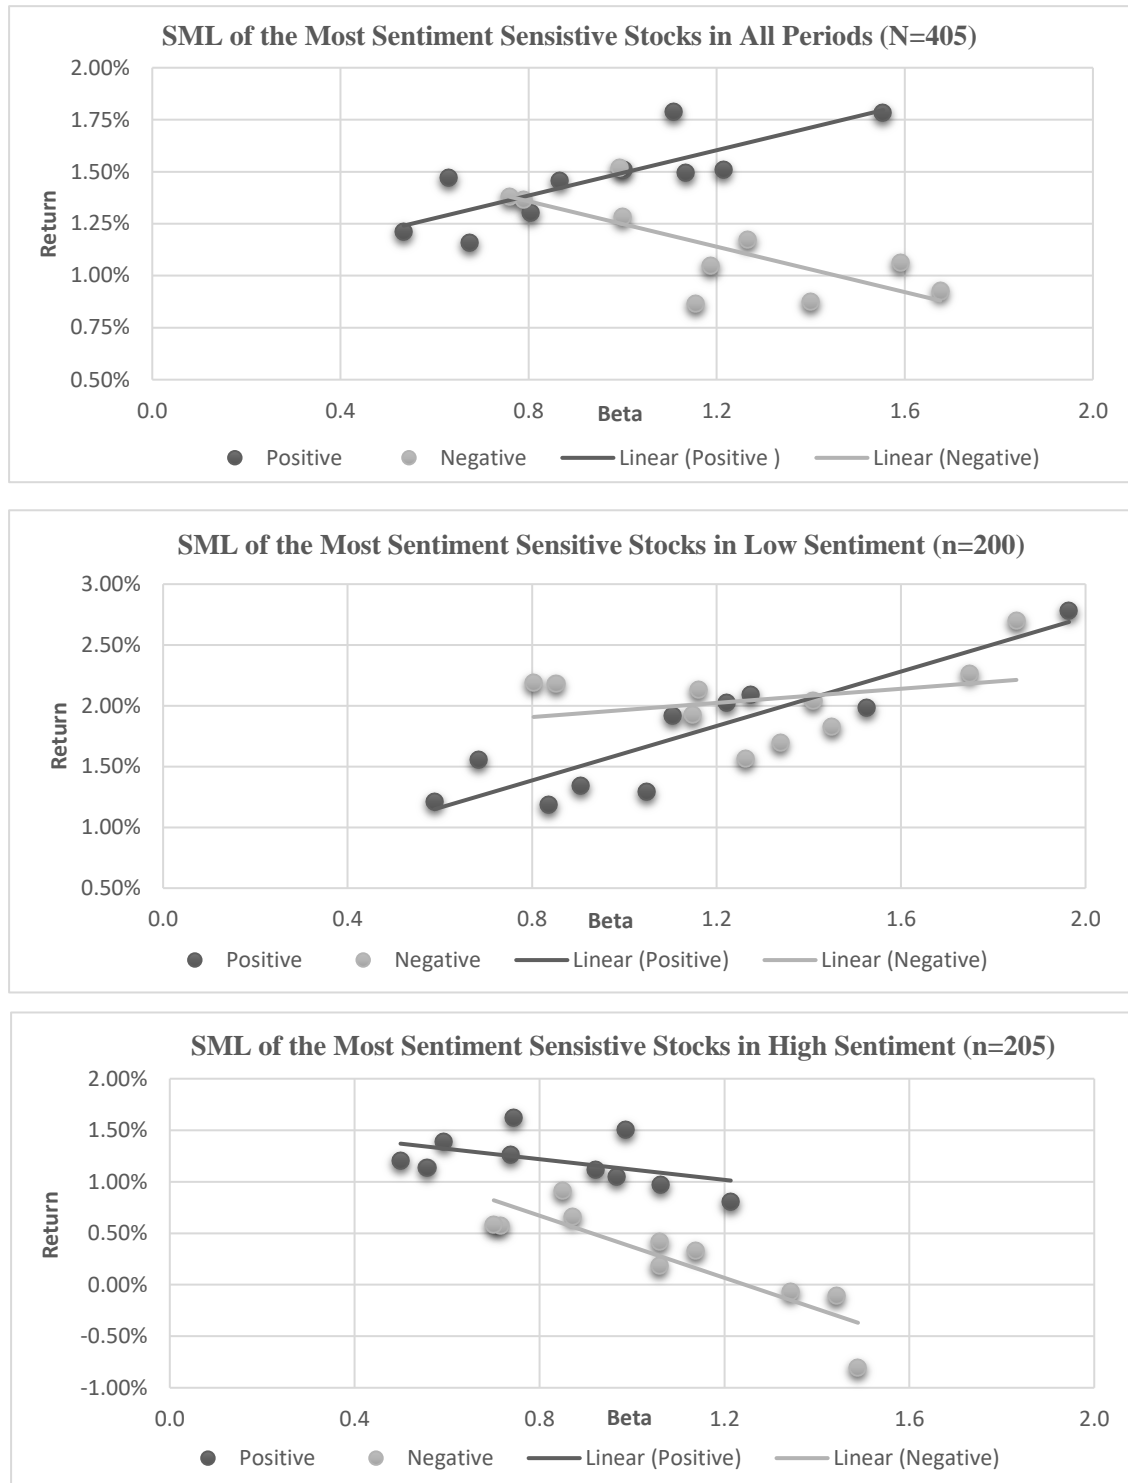 SML of the Most Sentiment Sensistive Stocks in All Periods (N=405)
2.00%
1.75%
1.50%
1.25%
1.00%
0.75%
0.50%
Return
0.0 0.4 0.8 1.2 1.6 2.0
Beta
Positive Negative Linear (Positive ) Linear (Negative)
SML of the Most Sentiment Sensitive Stocks in Low Sentiment (n=200)
3.00%
2.50%
2.00%
1.50%
1.00%
0.50%
Return
0.0 0.4 0.8 1.2 1.6 2.0
Beta
Positive Negative Linear (Positive) Linear (Negative)
SML of the Most Sentiment Sensistive Stocks in High Sentiment (n=205)
2.00%
1.50%
1.00%
0.50%
0.00%
-0.50%
-1.00%
Return
0.0 0.4 0.8 1.2 1.6 2.0
Beta
Positive Negative Linear (Positive) Linear (Negative)